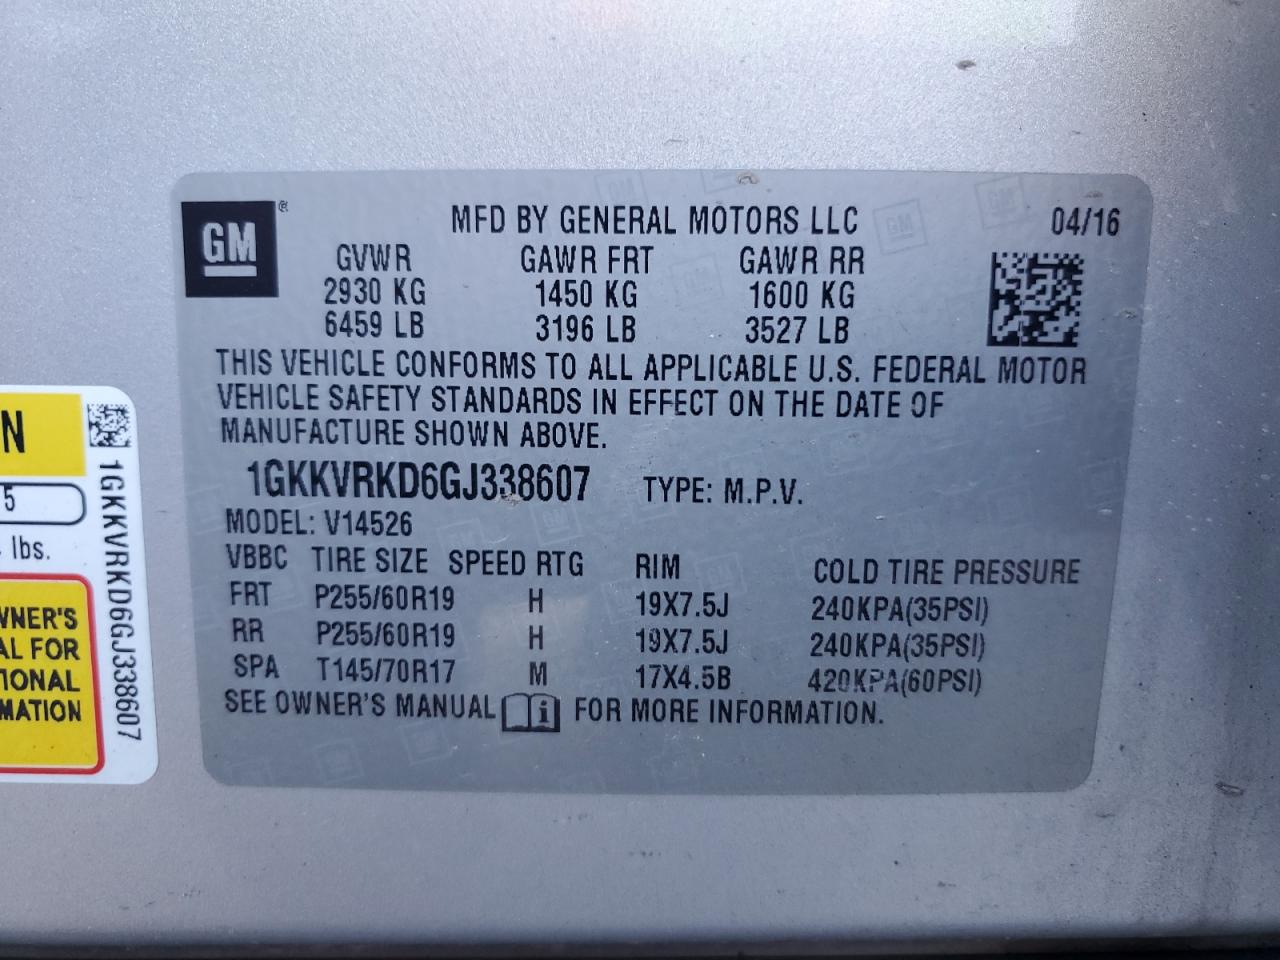 GM ®
MFD BY GENERAL MOTORS LLC 04/16
GVWR GAWR FRT GAWR RR
2930 KG 1450 KG 1600 KG
6459 LB 3196 LB 3527 LB
THIS VEHICLE CONFORMS TO ALL APPLICABLE U.S. FEDERAL MOTOR
VEHICLE SAFETY STANDARDS IN EFFECT ON THE DATE OF
MANUFACTURE SHOWN ABOVE.
1GKKVRKD6GJ338607 TYPE: M.P.V.
MODEL: V14526
VBBC TIRE SIZE SPEED RTG RIM COLD TIRE PRESSURE
FRT P255/60R19 H 19X7.5J 240KPA(35PSI)
RR P255/60R19 H 19X7.5J 240KPA(35PSI)
SPA T145/70R17 M 17X4.5B 420KPA(60PSI)
SEE OWNER'S MANUAL i FOR MORE INFORMATION.
N
5
lbs.
WNER'S
AL FOR
TIONAL
MATION
1GKKVRKD6GJ338607